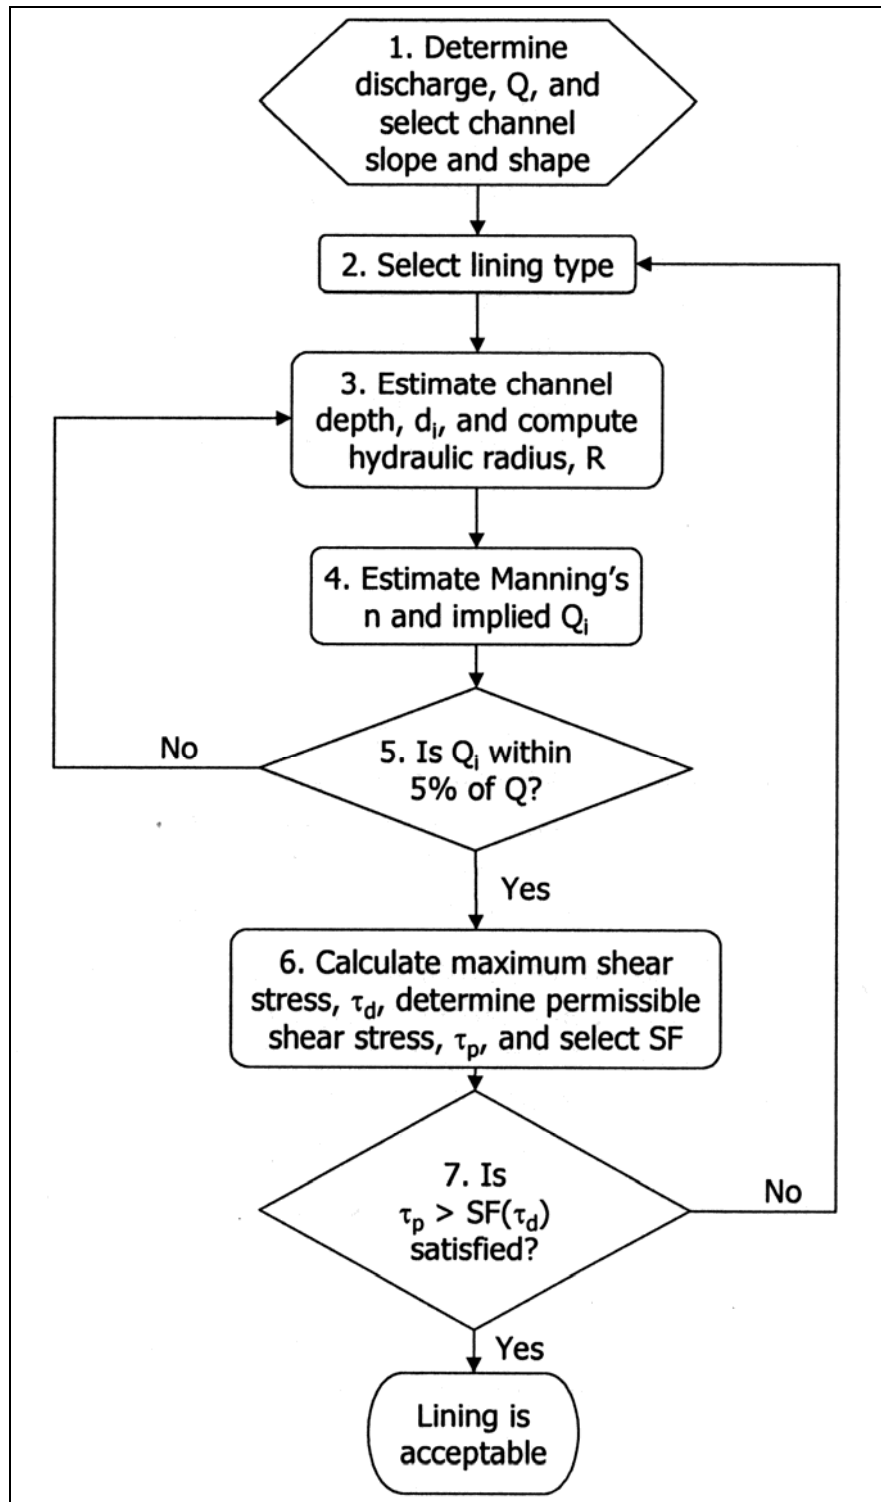 1. Determine
discharge, Q, and
select channel
slope and shape
2. Select lining type
3. Estimate channel
depth, dᵢ, and compute
hydraulic radius, R
4. Estimate Manning's
n and implied Qᵢ
No
5. Is Qᵢ within
5% of Q?
Yes
6. Calculate maximum shear
stress, τd, determine permissible
shear stress, τp, and select SF
7. Is
τp > SF(τd)
satisfied?
No
Yes
Lining is
acceptable